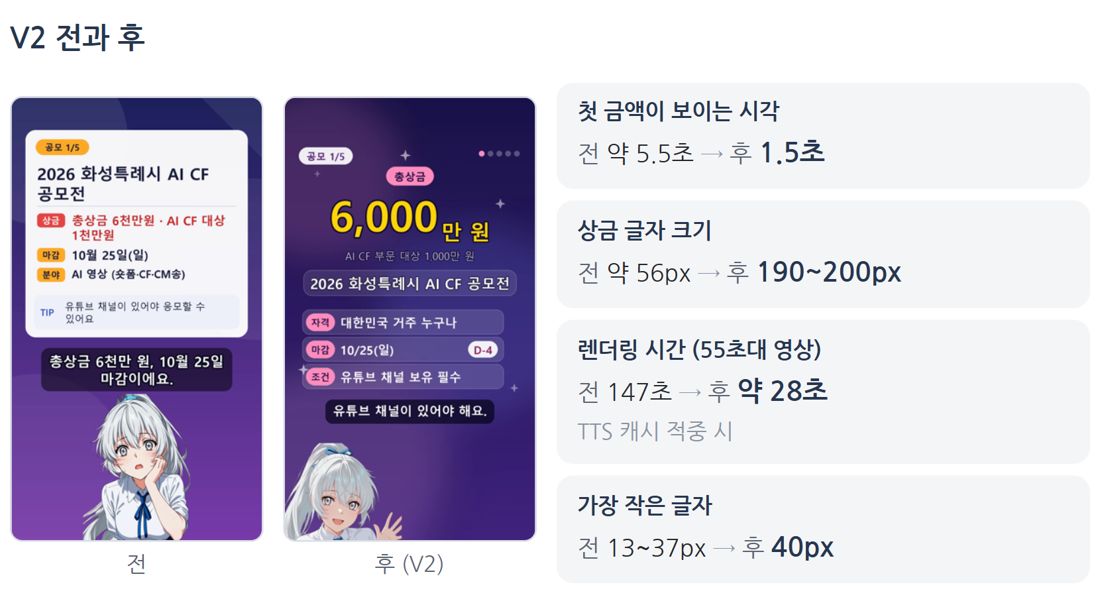 V2 전과 후
공모 1/5
2026 화성특례시 AI CF
공모전
상금 총상금 6천만원 · AI CF 대상
1천만원
마감 10월 25일(일)
분야 AI 영상 (숏폼·CF·CM송)
TIP 유튜브 채널이 있어야 응모할 수
있어요
총상금 6천만 원, 10월 25일
마감이에요.
전
공모 1/5
총상금
6,000만 원
AI CF 부문 대상 1,000만 원
2026 화성특례시 AI CF 공모전
자격 대한민국 거주 누구나
마감 10/25(일) D-4
조건 유튜브 채널 보유 필수
유튜브 채널이 있어야 해요.
후 (V2)
첫 금액이 보이는 시각
전 약 5.5초 → 후 1.5초
상금 글자 크기
전 약 56px → 후 190~200px
렌더링 시간 (55초대 영상)
전 147초 → 후 약 28초
TTS 캐시 적중 시
가장 작은 글자
전 13~37px → 후 40px